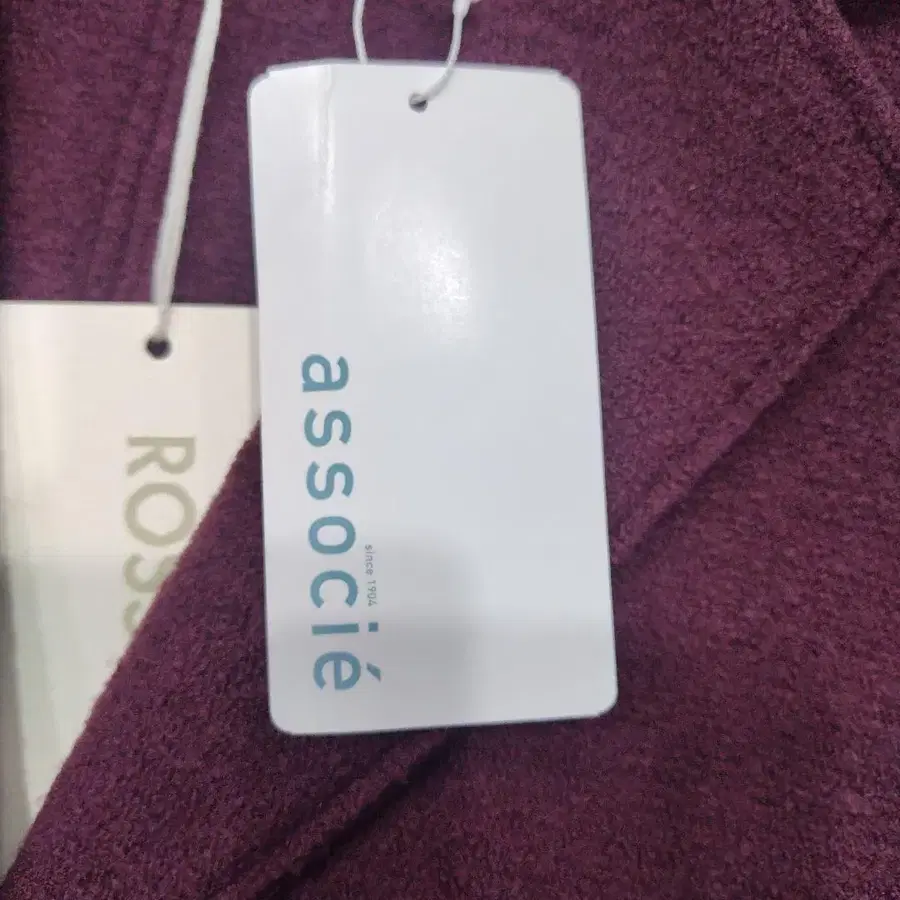 ROSS
associé
since 1904